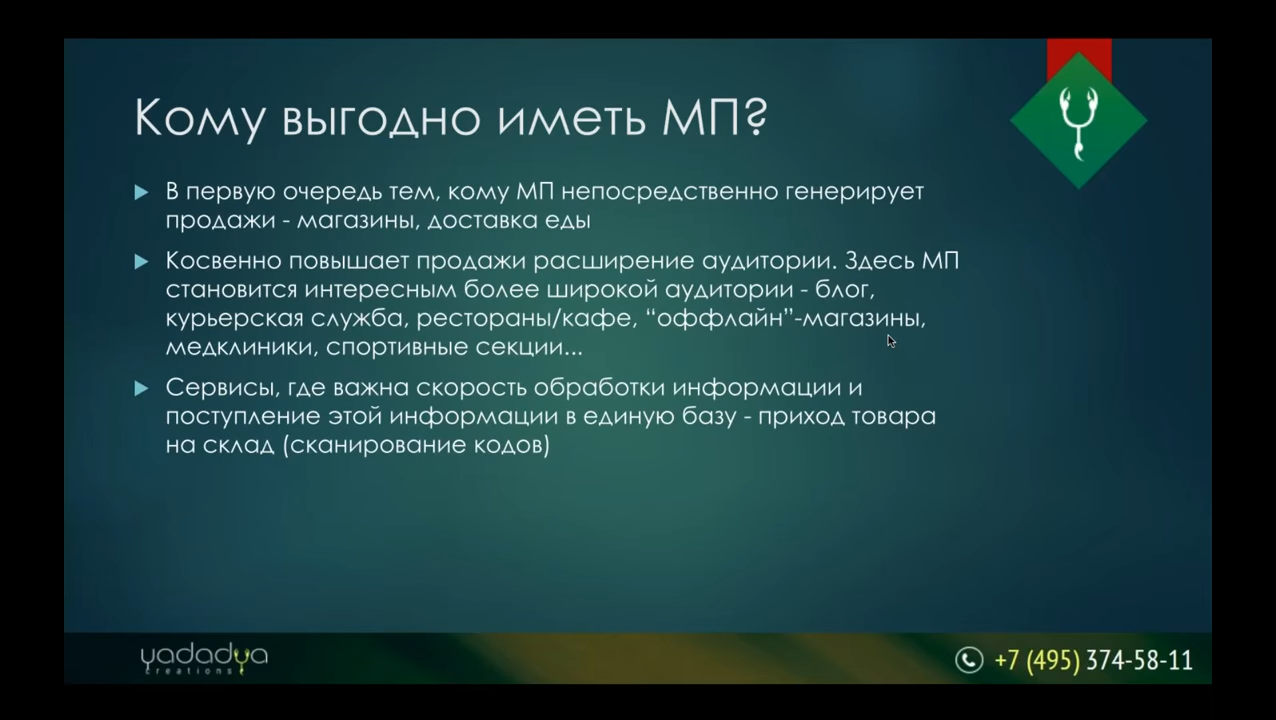 Кому выгодно иметь МП?
В первую очередь тем, кому МП непосредственно генерирует
продажи - магазины, доставка еды
Косвенно повышает продажи расширение аудитории. Здесь МП
становится интересным более широкой аудитории - блог,
курьерская служба, рестораны/кафе, “оффлайн”-магазины,
медклиники, спортивные секции...
Сервисы, где важна скорость обработки информации и
поступление этой информации в единую базу - приход товара
на склад (сканирование кодов)
yadadya
creations
+7 (495) 374-58-11